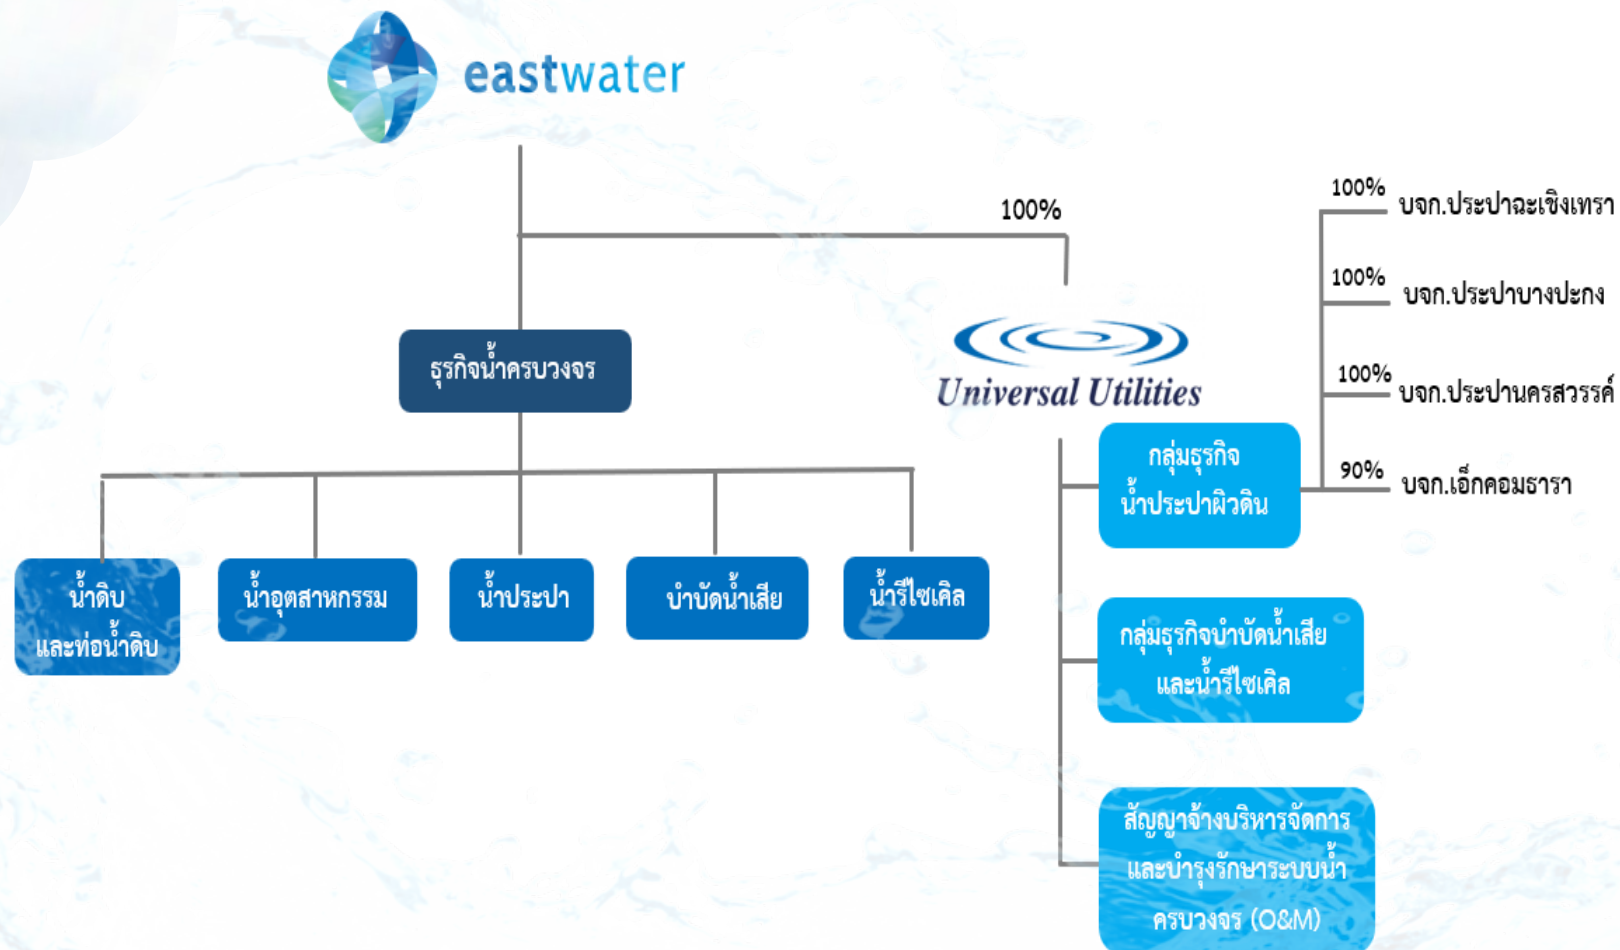 eastwater
100%
ธุรกิจน้ำครบวงจร
น้ำดิบ
และท่อน้ำดิบ
น้ำอุตสาหกรรม
น้ำประปา
บำบัดน้ำเสีย
น้ำรีไซเคิล
Universal Utilities
กลุ่มธุรกิจ
น้ำประปาผิวดิน
100% บจก.ประปาฉะเชิงเทรา
100% บจก.ประปาบางปะกง
100% บจก.ประปานครสวรรค์
90% บจก.เอ็กคอมธารา
กลุ่มธุรกิจบำบัดน้ำเสีย
และน้ำรีไซเคิล
สัญญาจ้างบริหารจัดการ
และบำรุงรักษาระบบน้ำ
ครบวงจร (O&M)